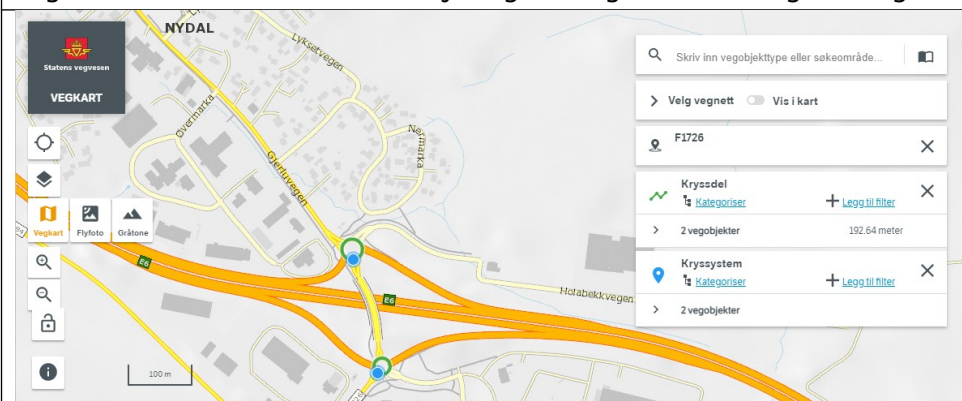 NYDAL
Lyksetvegen
Statens vegvesen
VEGKART
Skriv inn vegobjekttype eller søkeområde...
Velg vegnett
Vis i kart
Øvermarka
Nermarka
Gjerluvegen
F1726
Kryssdel
Kategoriser
Legg til filter
2 vegobjekter
192.64 meter
Vegkart
Flyfoto
Gråtone
Kryssystem
Kategoriser
Legg til filter
2 vegobjekter
E6
E6
Holabekkvegen
100 m